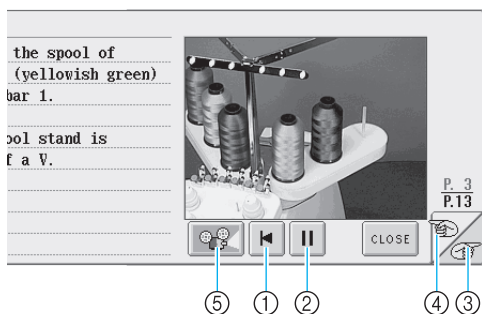 the spool of
(yellowish green)
bar 1.
ool stand is
f a V.
P. 3
P.13
CLOSE
⑤ ① ② ④ ③